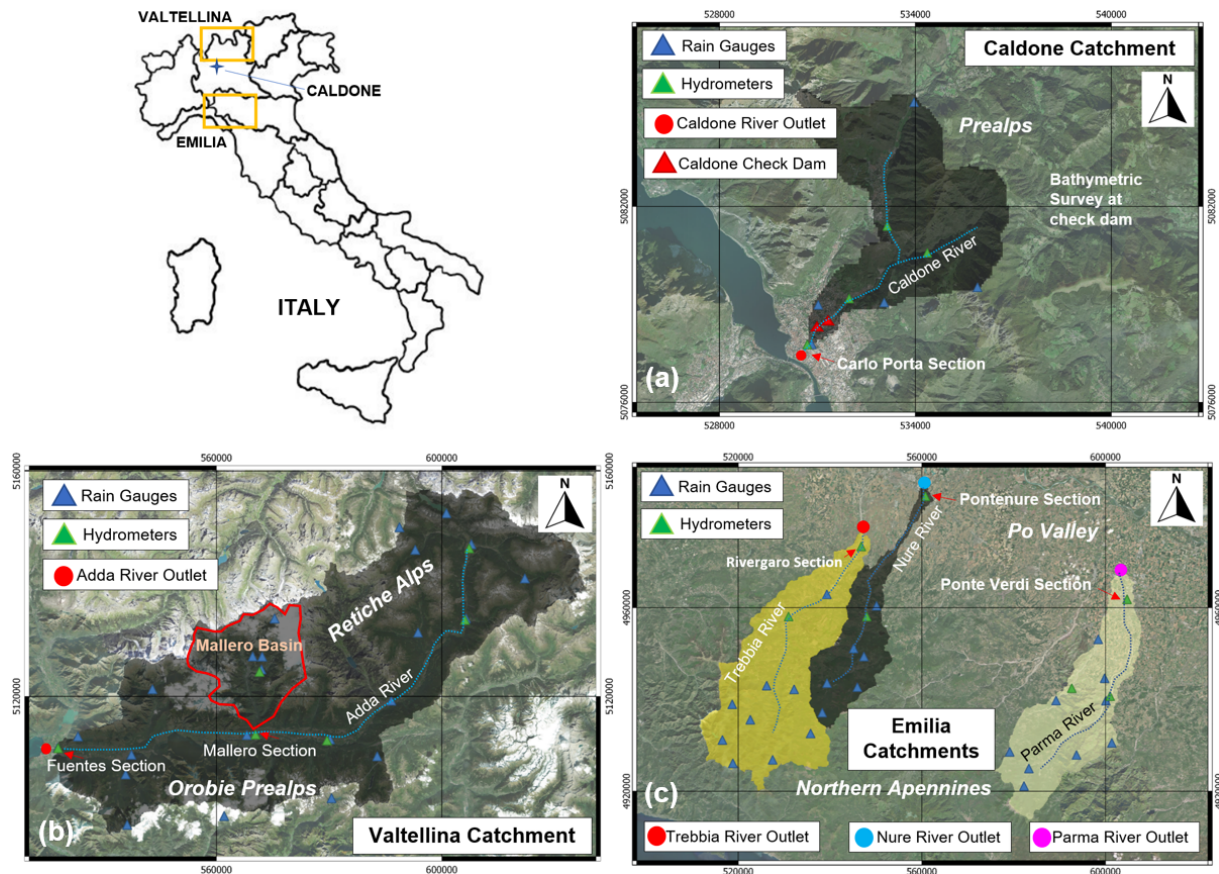 VALTELLINA
CALDONE
EMILIA
ITALY
528000 534000 540000
Rain Gauges
Hydrometers
Caldone River Outlet
Caldone Check Dam
Caldone Catchment
N
Prealps
Bathymetric
Survey at
check dam
Caldone River
Carlo Porta Section
(a)
5082000
5076000
5082000
5076000
528000 534000 540000
560000 600000
5160000
5120000
5160000
5120000
Rain Gauges
Hydrometers
Adda River Outlet
N
Retiche Alps
Mallero Basin
Adda River
Mallero Section
Fuentes Section
Orobie Prealps
(b)
Valtellina Catchment
560000 600000
520000 560000 600000
Rain Gauges
Hydrometers
N
Pontenure Section
Po Valley
Rivergaro Section
Nure River
Ponte Verdi Section
4960000
4920000
4960000
4920000
Trebbia River
Emilia
Catchments
Parma River
Northern Apennines
(c)
Trebbia River Outlet
Nure River Outlet
Parma River Outlet
520000 560000 600000